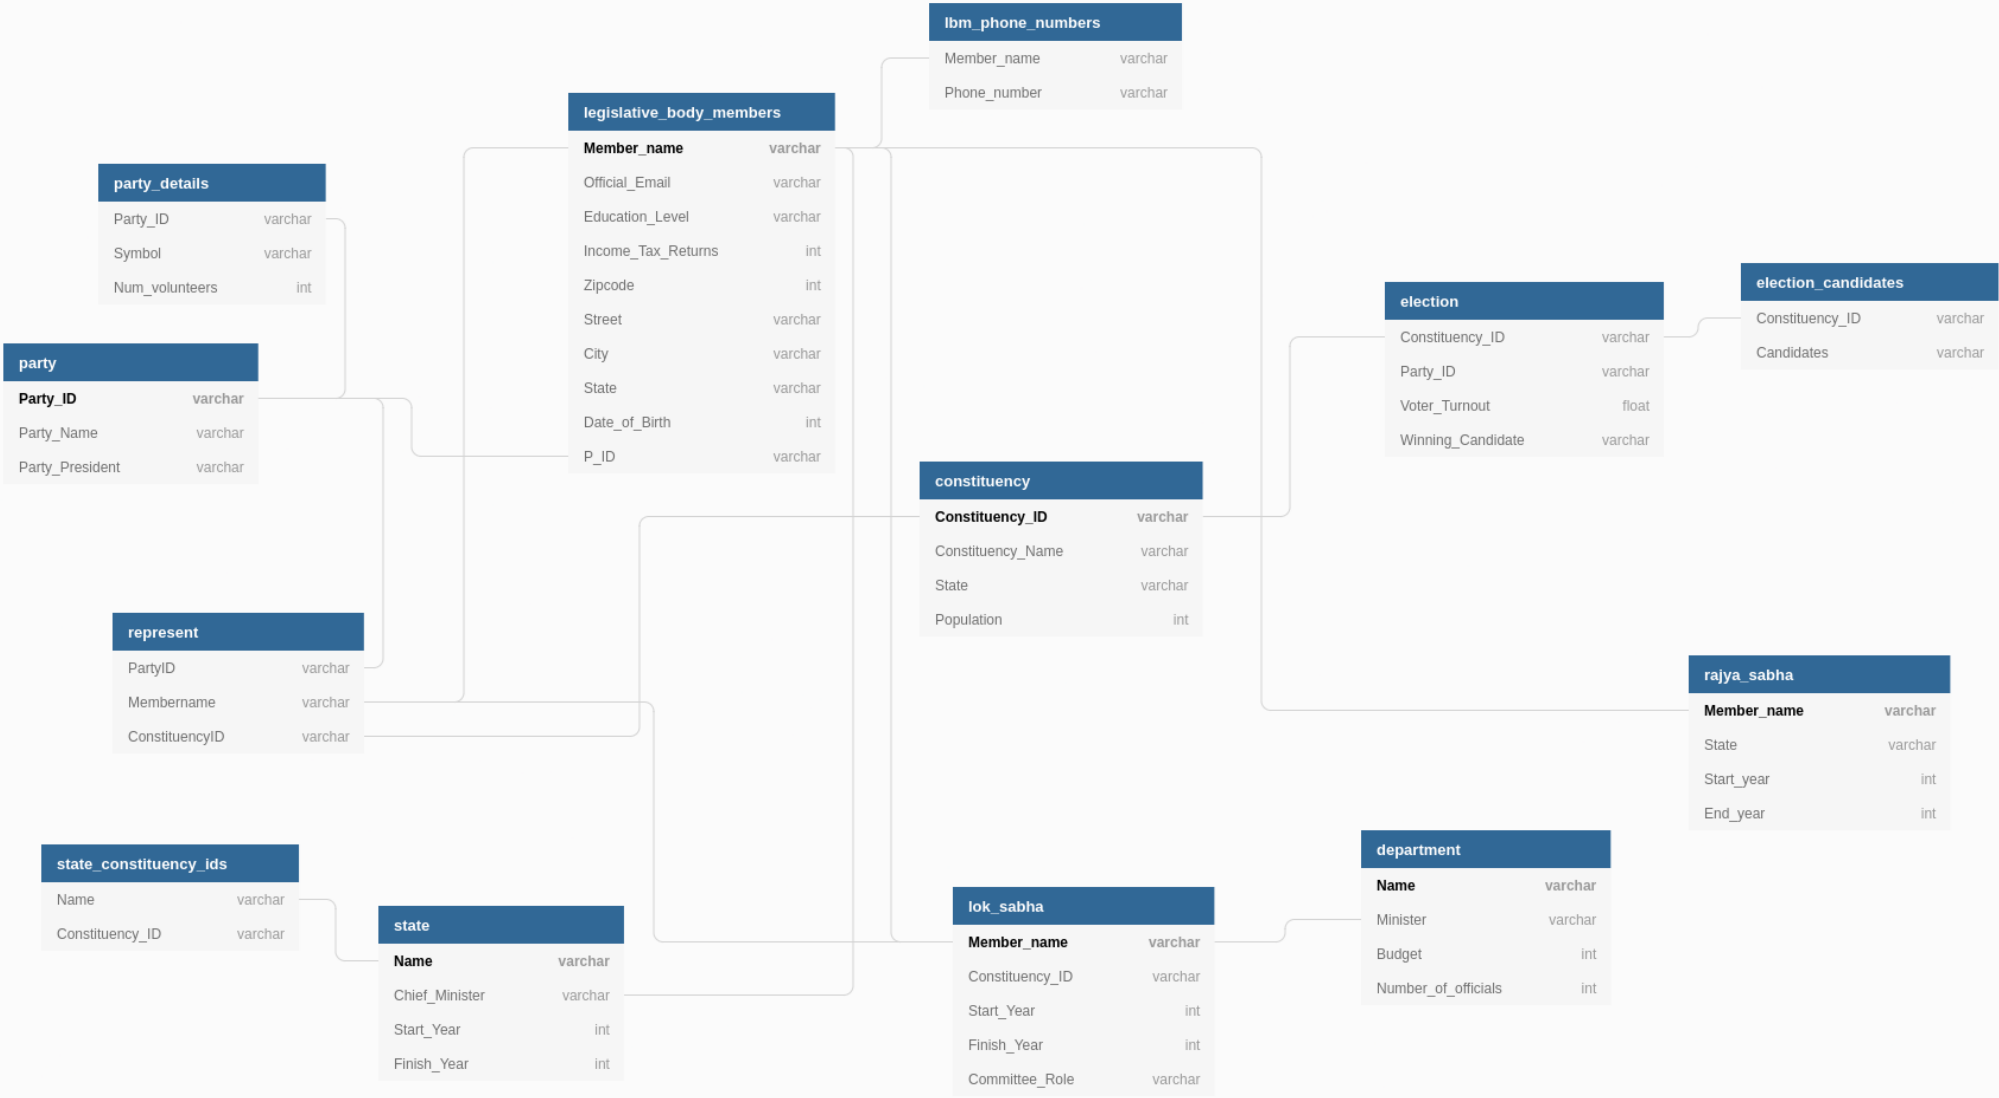 lbm_phone_numbers
Member_name varchar
Phone_number varchar
legislative_body_members
Member_name varchar
Official_Email varchar
Education_Level varchar
Income_Tax_Returns int
Zipcode int
Street varchar
City varchar
State varchar
Date_of_Birth int
P_ID varchar
party_details
Party_ID varchar
Symbol varchar
Num_volunteers int
party
Party_ID varchar
Party_Name varchar
Party_President varchar
election
Constituency_ID varchar
Party_ID varchar
Voter_Turnout float
Winning_Candidate varchar
election_candidates
Constituency_ID varchar
Candidates varchar
constituency
Constituency_ID varchar
Constituency_Name varchar
State varchar
Population int
represent
PartyID varchar
Membername varchar
ConstituencyID varchar
rajya_sabha
Member_name varchar
State varchar
Start_year int
End_year int
state_constituency_ids
Name varchar
Constituency_ID varchar
state
Name varchar
Chief_Minister varchar
Start_Year int
Finish_Year int
lok_sabha
Member_name varchar
Constituency_ID varchar
Start_Year int
Finish_Year int
Committee_Role varchar
department
Name varchar
Minister varchar
Budget int
Number_of_officials int